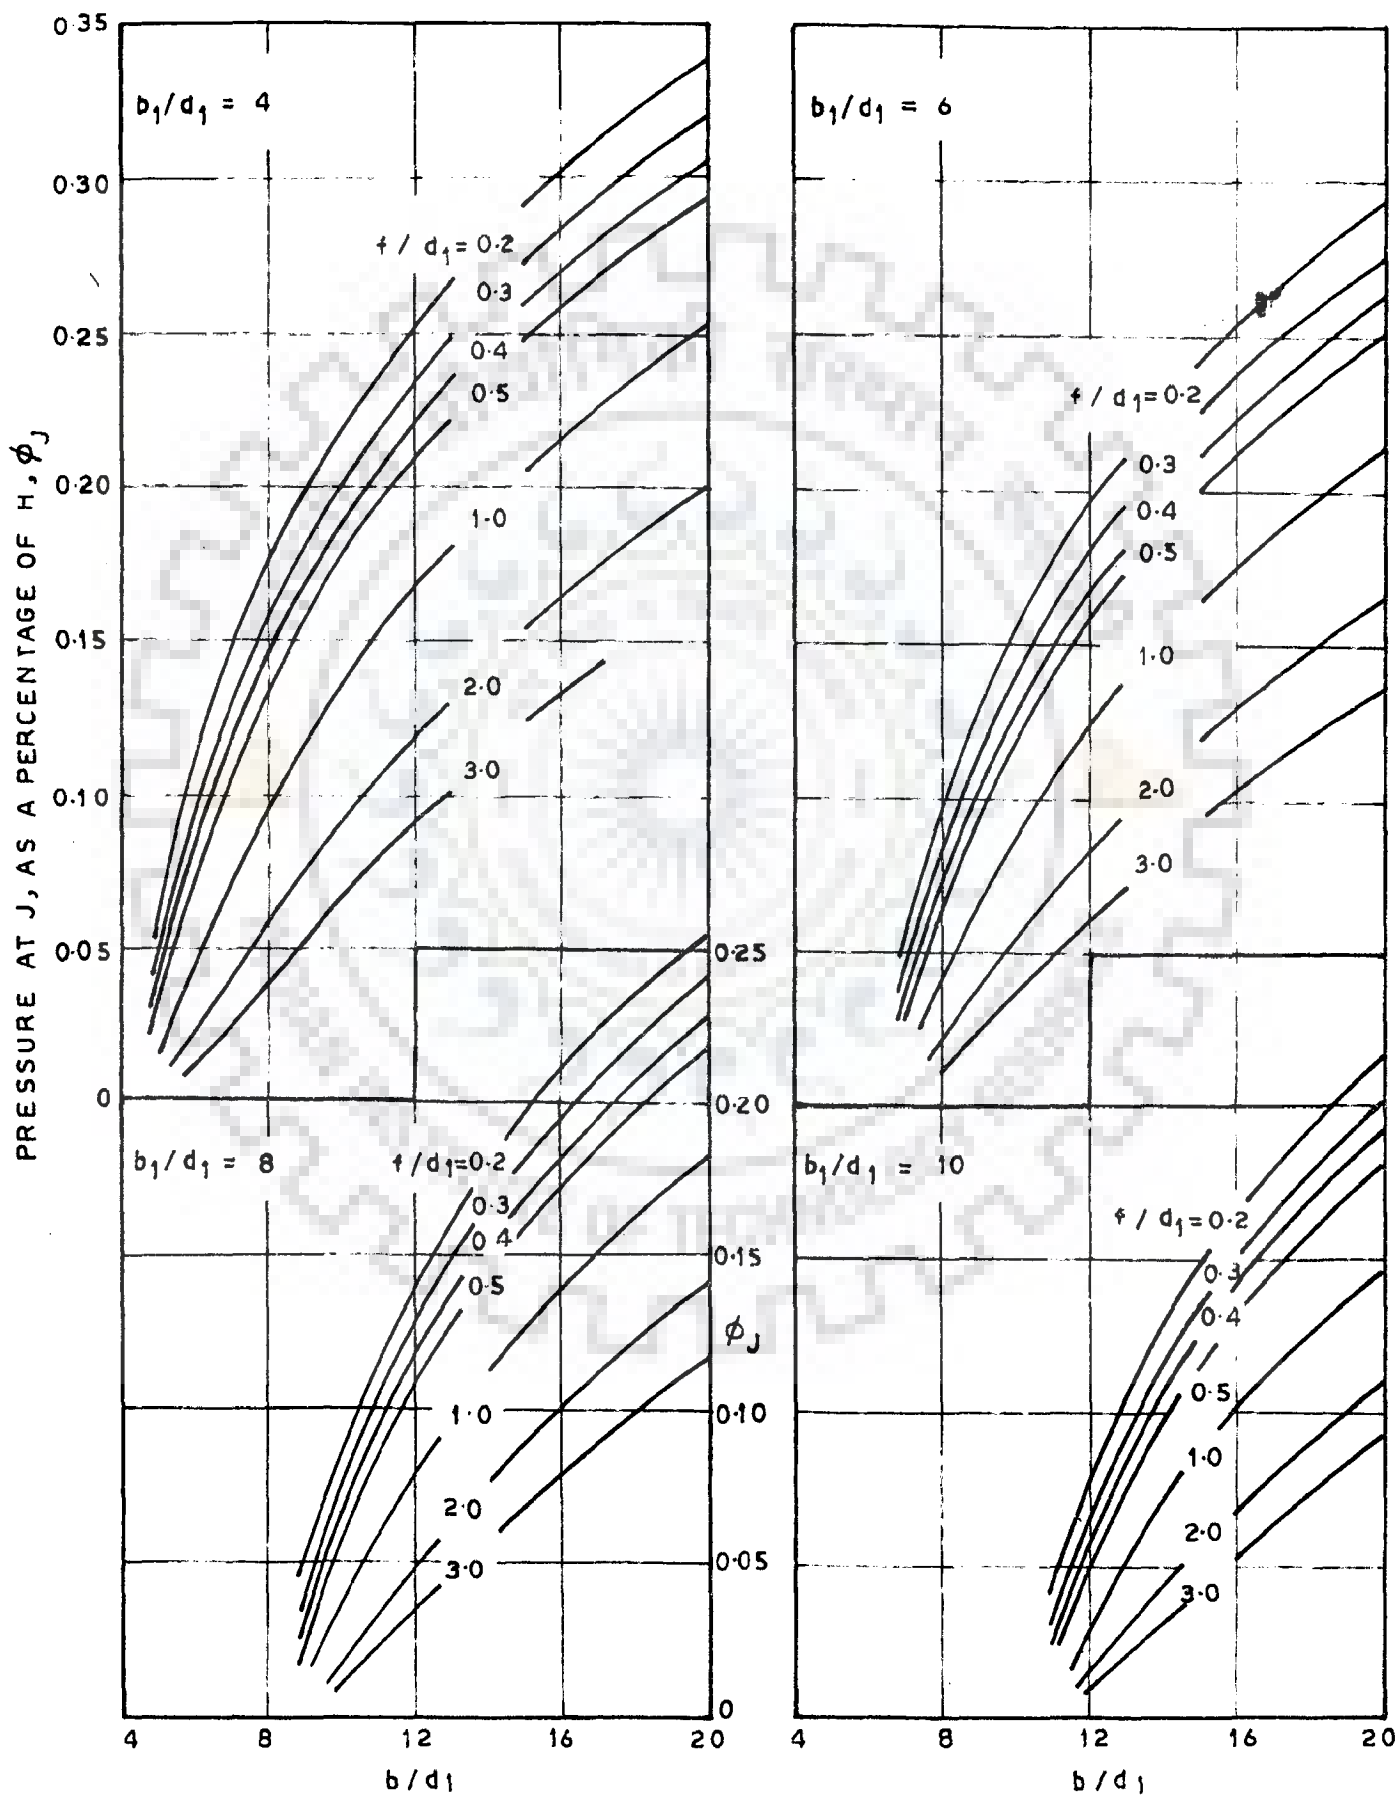 0.35
b1/d1 = 4
b1/d1 = 6
0.30
f / d1 = 0.2
0.3
0.25
0.4
0.5
f / d1 = 0.2
0.3
0.20
1.0
0.4
0.5
0.15
2.0
1.0
3.0
0.10
2.0
3.0
0.05
0.25
0
0.20
PRESSURE AT J, AS A PERCENTAGE OF H, ϕJ
b1/d1 = 8
f/d1=0.2
b1/d1 = 10
0.3
f / d1 = 0.2
0.4
0.15
0.3
0.5
ϕJ
0.4
0.5
1.0
0.10
1.0
2.0
2.0
3.0
0.05
3.0
0
4 8 12 16 20
4 8 12 16 20
b/d1
b/d1